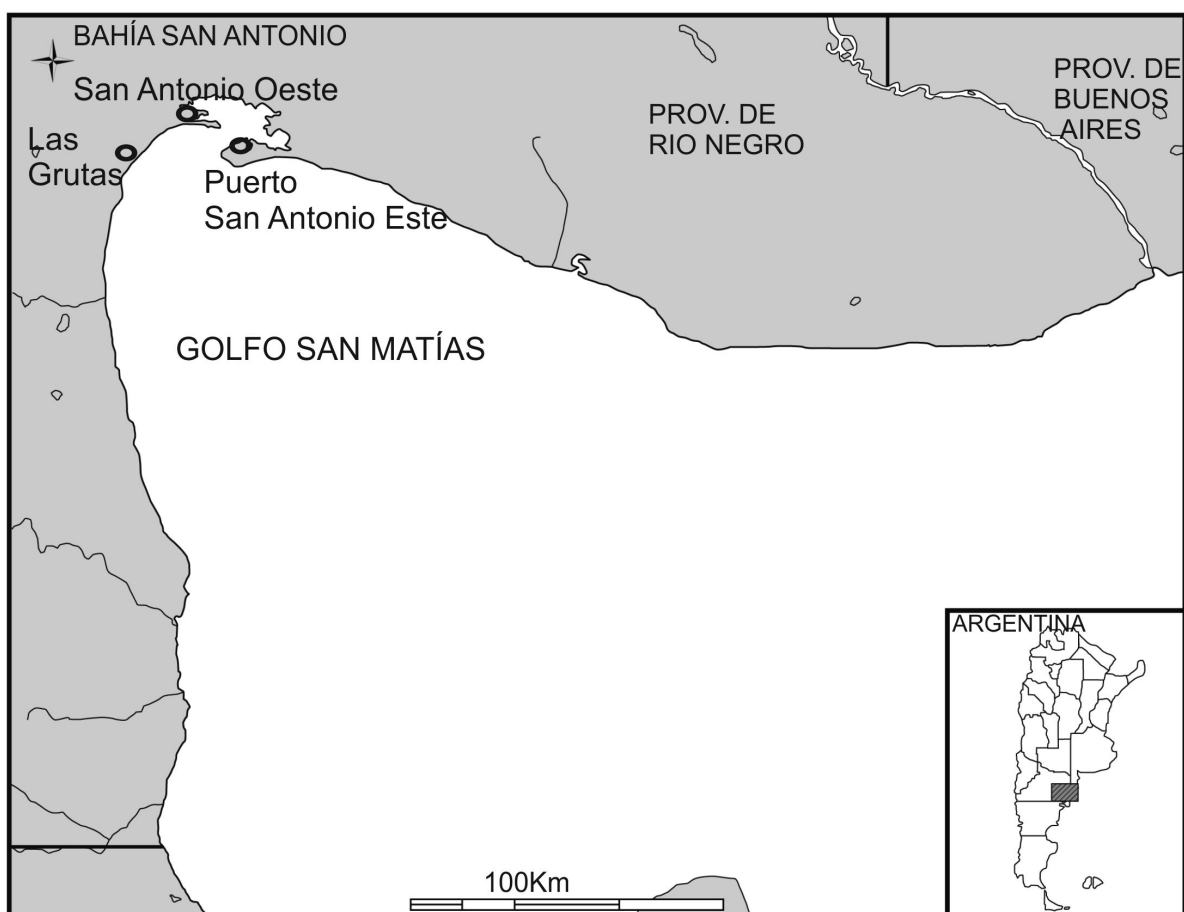 BAHÍA SAN ANTONIO
San Antonio Oeste
Las
Grutas
Puerto
San Antonio Este
PROV. DE
RIO NEGRO
PROV. DE
BUENOS
AIRES
GOLFO SAN MATÍAS
ARGENTINA
100Km